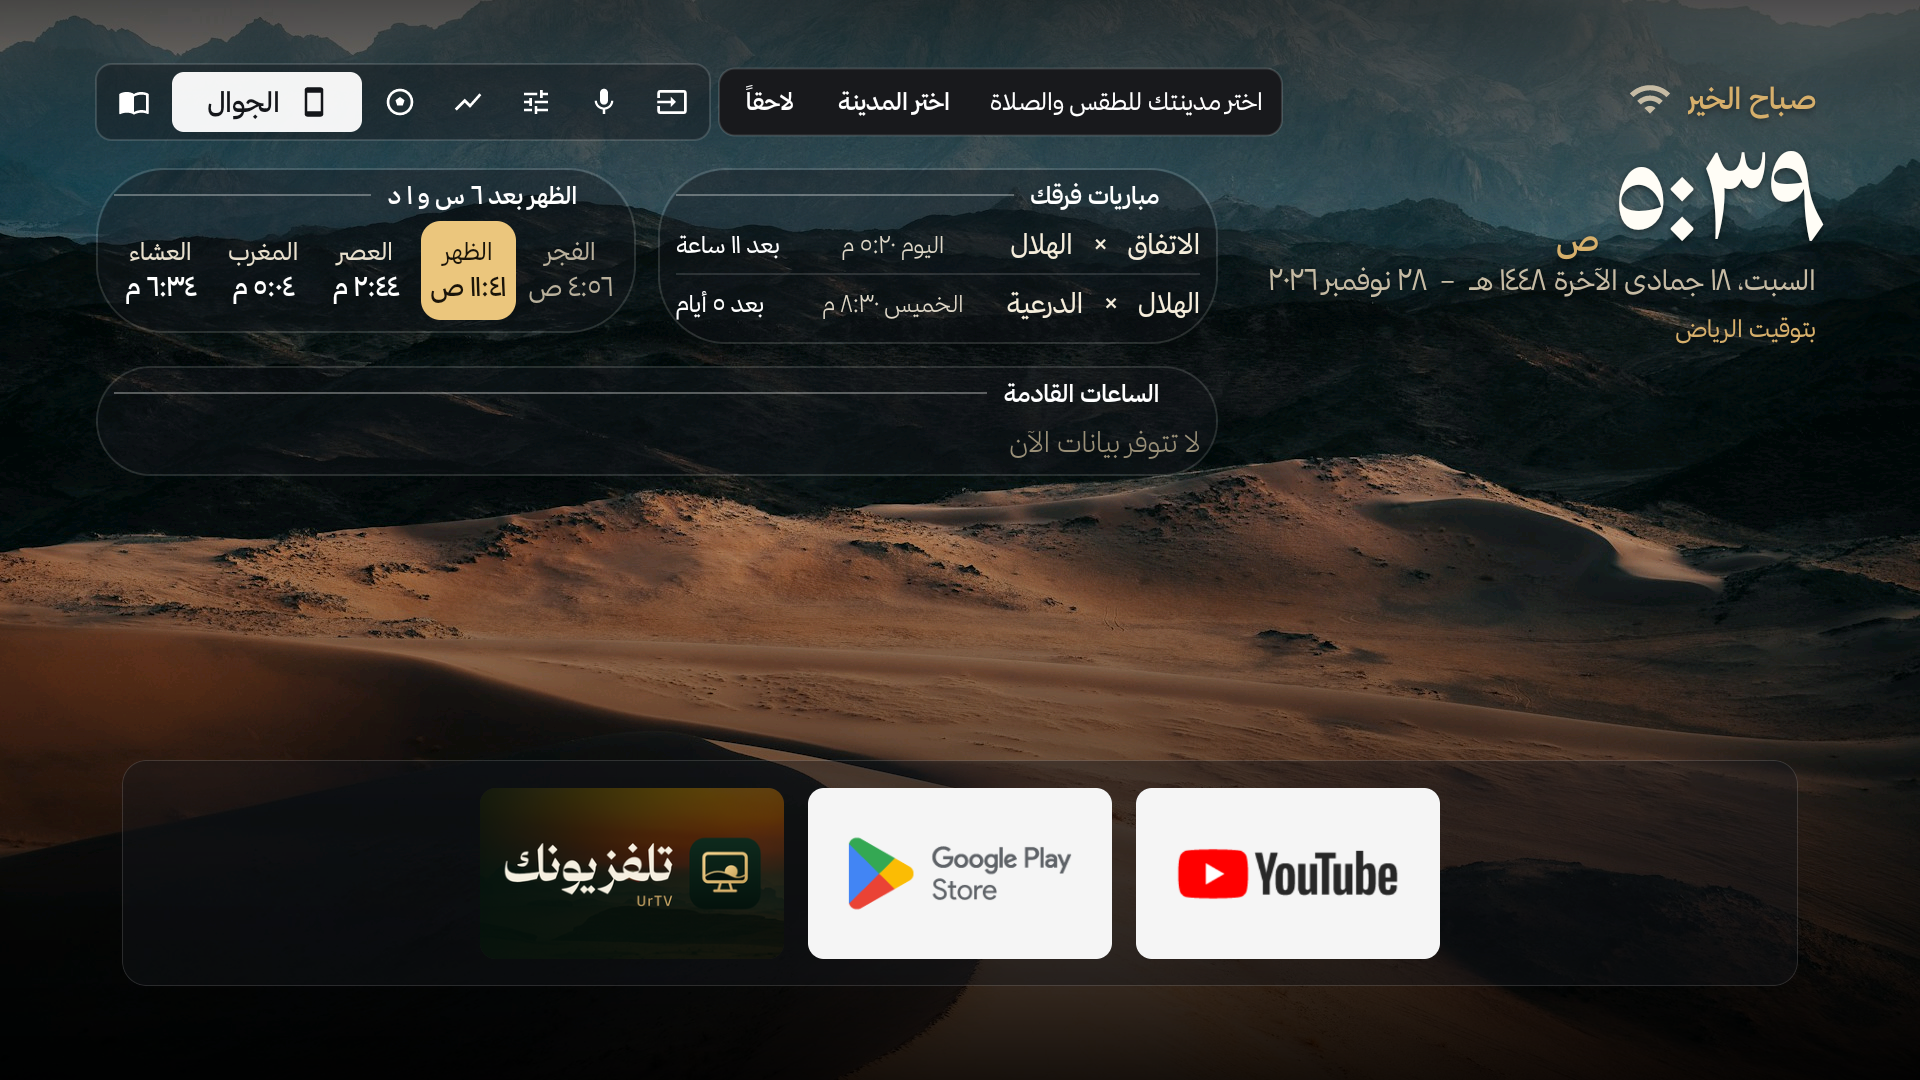 صباح الخير
٥:٣٩ ص
السبت، ١٨ جمادى الآخرة ١٤٤٨ هـ – ٢٨ نوفمبر ٢٠٢٦
بتوقيت الرياض
اختر مدينتك للطقس والصلاة اختر المدينة لاحقاً
الجوال
مباريات فرقك
الاتفاق × الهلال اليوم ٥:٢٠ م بعد ١١ ساعة
الهلال × الدرعية الخميس ٨:٣٠ م بعد ٥ أيام
الظهر بعد ٦ س و ١ د
الفجر الظهر العصر المغرب العشاء
٤:٥٦ ص ١١:٤١ ص ٢:٤٤ م ٥:٠٤ م ٦:٣٤ م
الساعات القادمة
لا تتوفر بيانات الآن
YouTube
Google Play
Store
تلفزيونك
UrTV